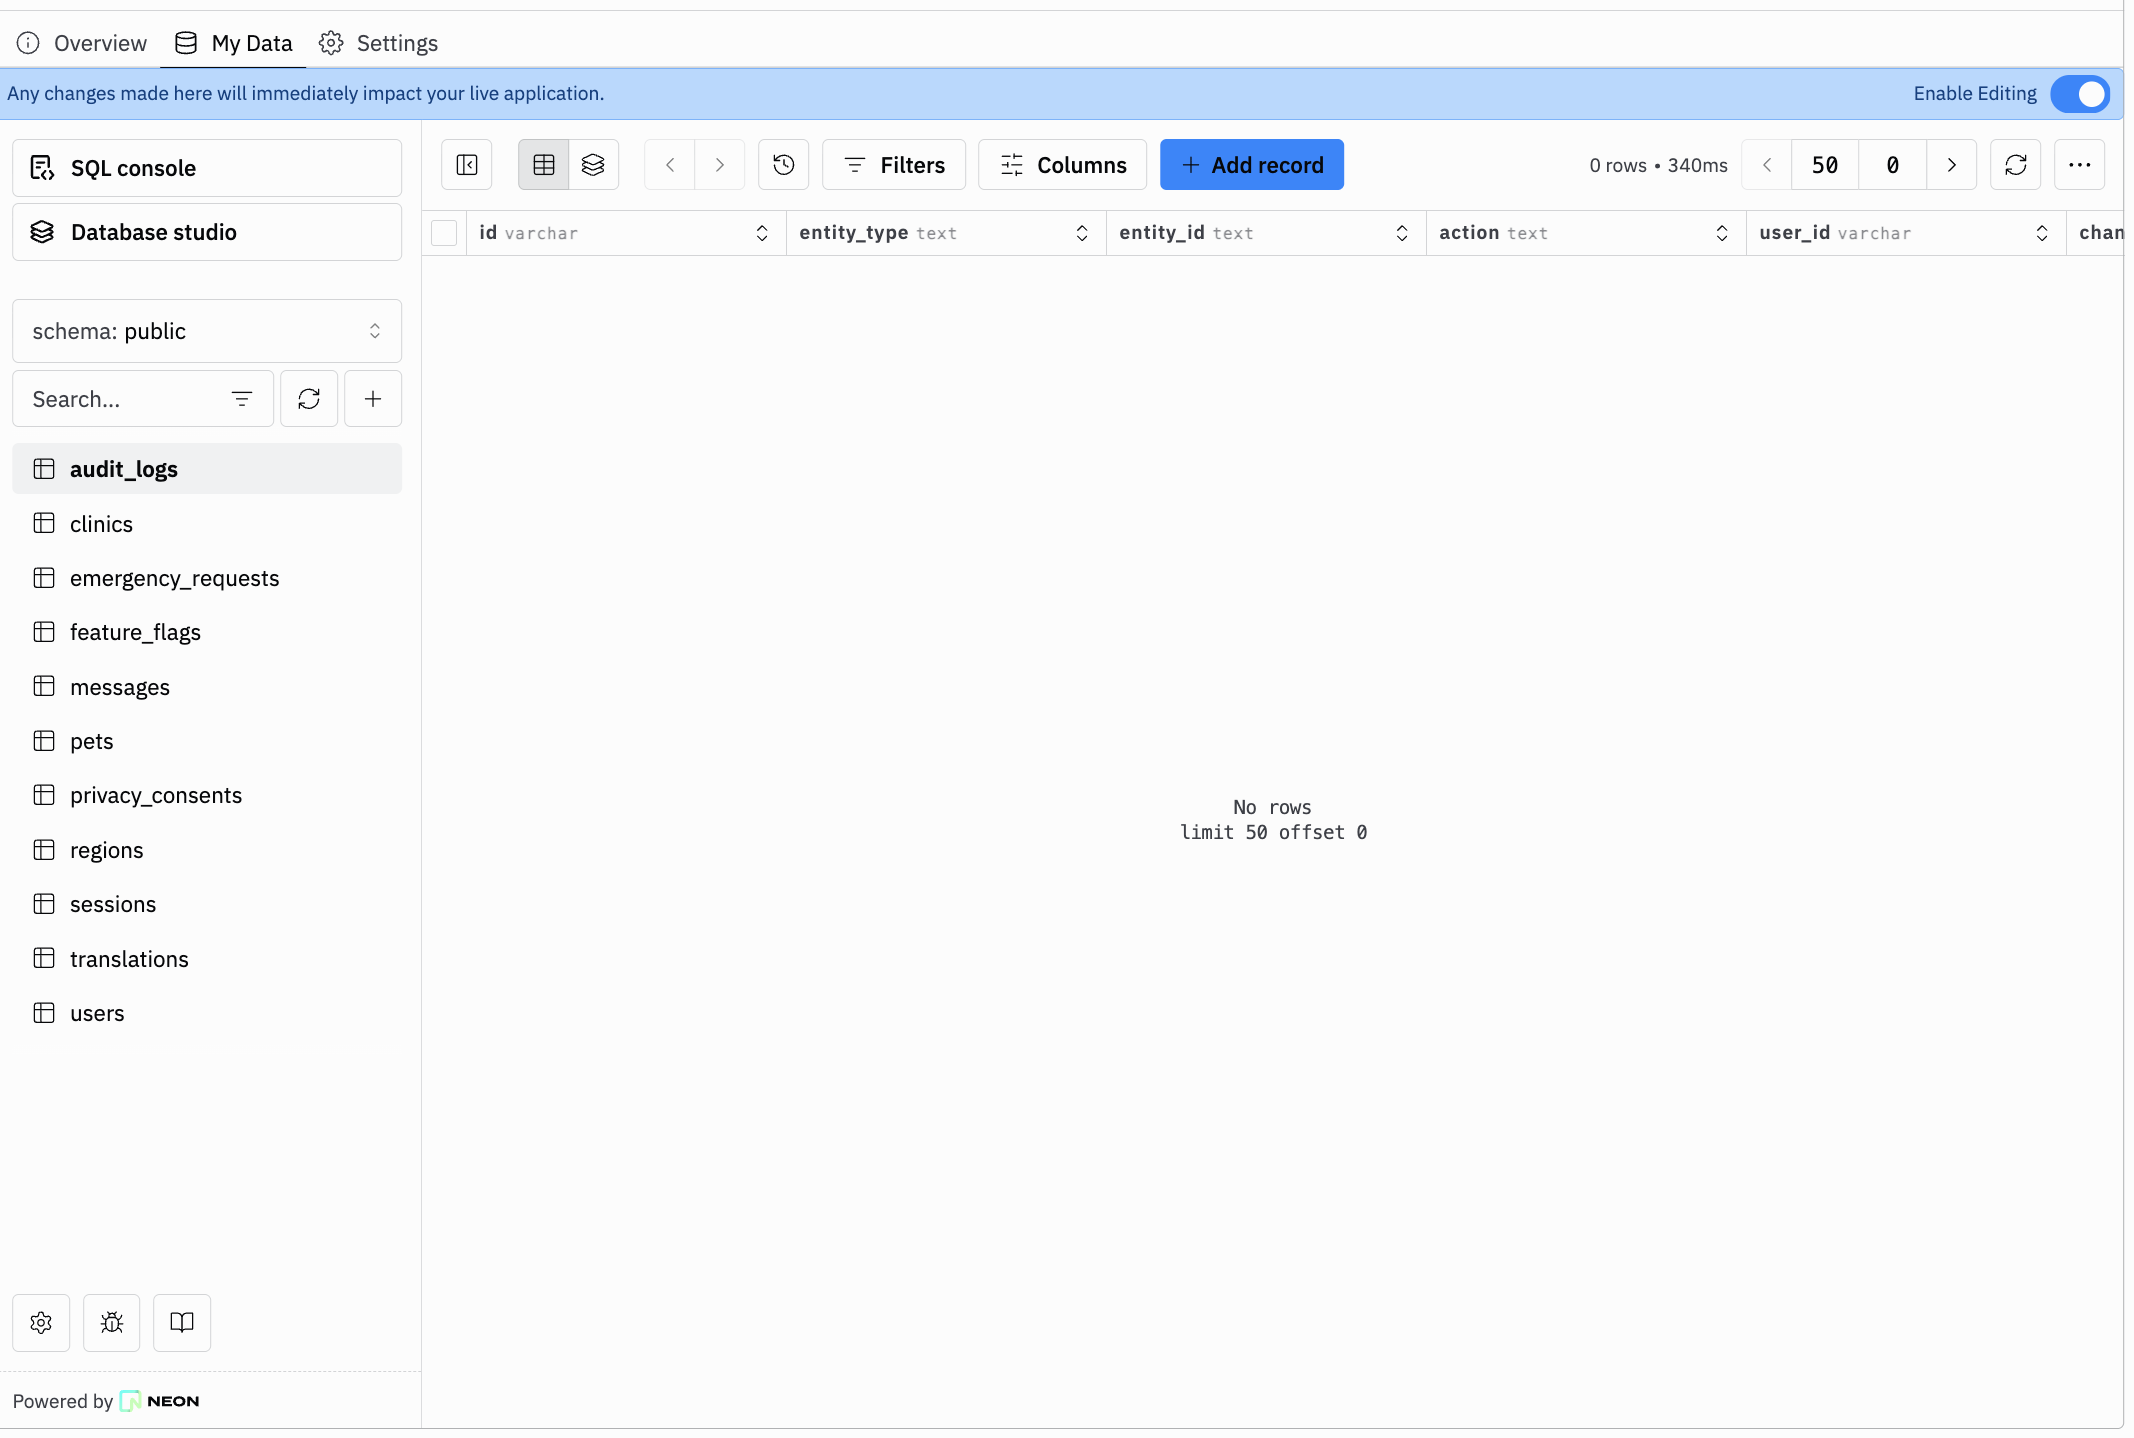 Overview My Data Settings
Any changes made here will immediately impact your live application. Enable Editing
SQL console
Database studio
schema: public
Search...
audit_logs
clinics
emergency_requests
feature_flags
messages
pets
privacy_consents
regions
sessions
translations
users
Powered by NEON
Filters Columns + Add record 0 rows • 340ms 50 0
id varchar entity_type text entity_id text action text user_id varchar chan
No rows
limit 50 offset 0